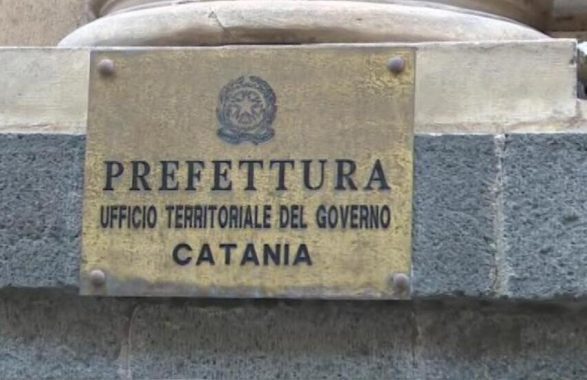 PREFETTURA
UFFICIO TERRITORIALE DEL GOVERNO
CATANIA